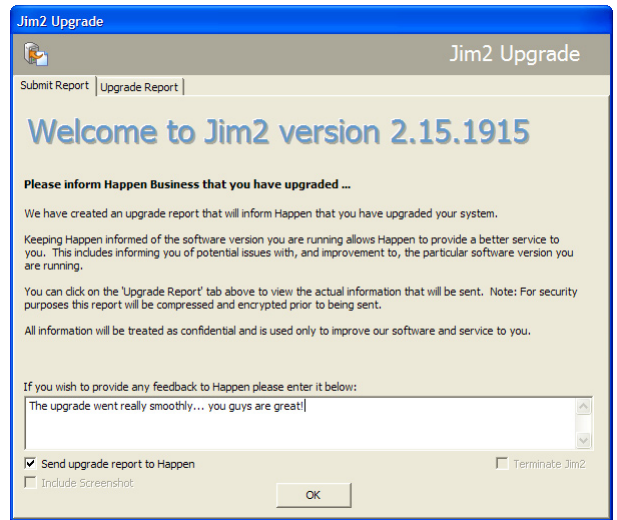 Jim2 Upgrade
Jim2 Upgrade
Submit Report
Upgrade Report
Welcome to Jim2 version 2.15.1915
Please inform Happen Business that you have upgraded ...
We have created an upgrade report that will inform Happen that you have upgraded your system.
Keeping Happen informed of the software version you are running allows Happen to provide a better service to
you.  This includes informing you of potential issues with, and improvement to, the particular software version you
are running.
You can click on the 'Upgrade Report' tab above to view the actual information that will be sent.  Note: For security
purposes this report will be compressed and encrypted prior to being sent.
All information will be treated as confidential and is used only to improve our software and service to you.
If you wish to provide any feedback to Happen please enter it below:
The upgrade went really smoothly... you guys are great!
Send upgrade report to Happen
Terminate Jim2
Include Screenshot
OK